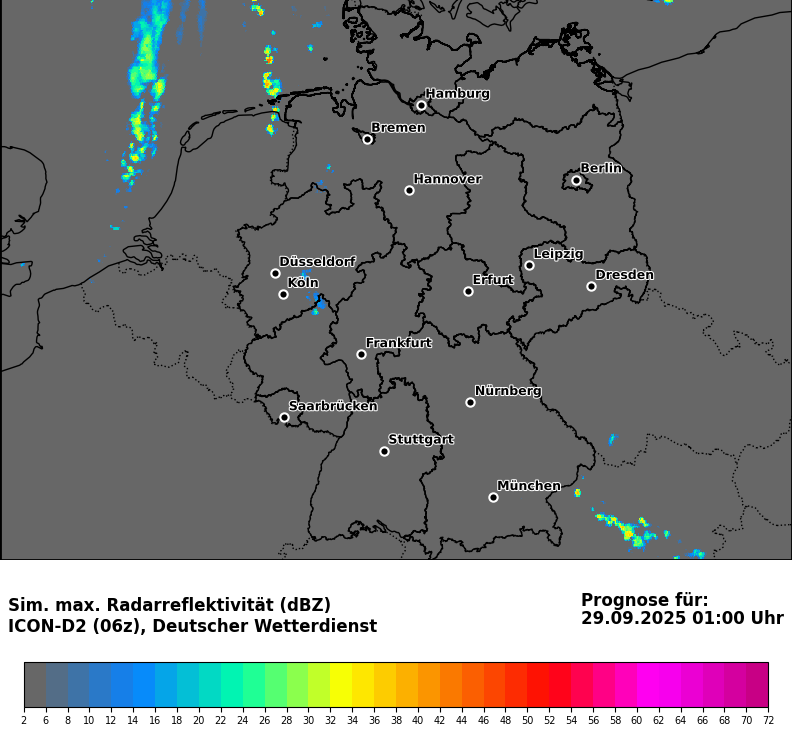 Hamburg
Bremen
Berlin
Hannover
Leipzig
Düsseldorf
Dresden
Köln
Erfurt
Frankfurt
Nürnberg
Saarbrücken
Stuttgart
München
Sim. max. Radarreflektivität (dBZ)
ICON-D2 (06z), Deutscher Wetterdienst
Prognose für:
29.09.2025 01:00 Uhr
2 6 8 10 12 14 16 18 20 22 24 26 28 30 32 34 36 38 40 42 44 46 48 50 52 54 56 58 60 62 64 66 68 70 72